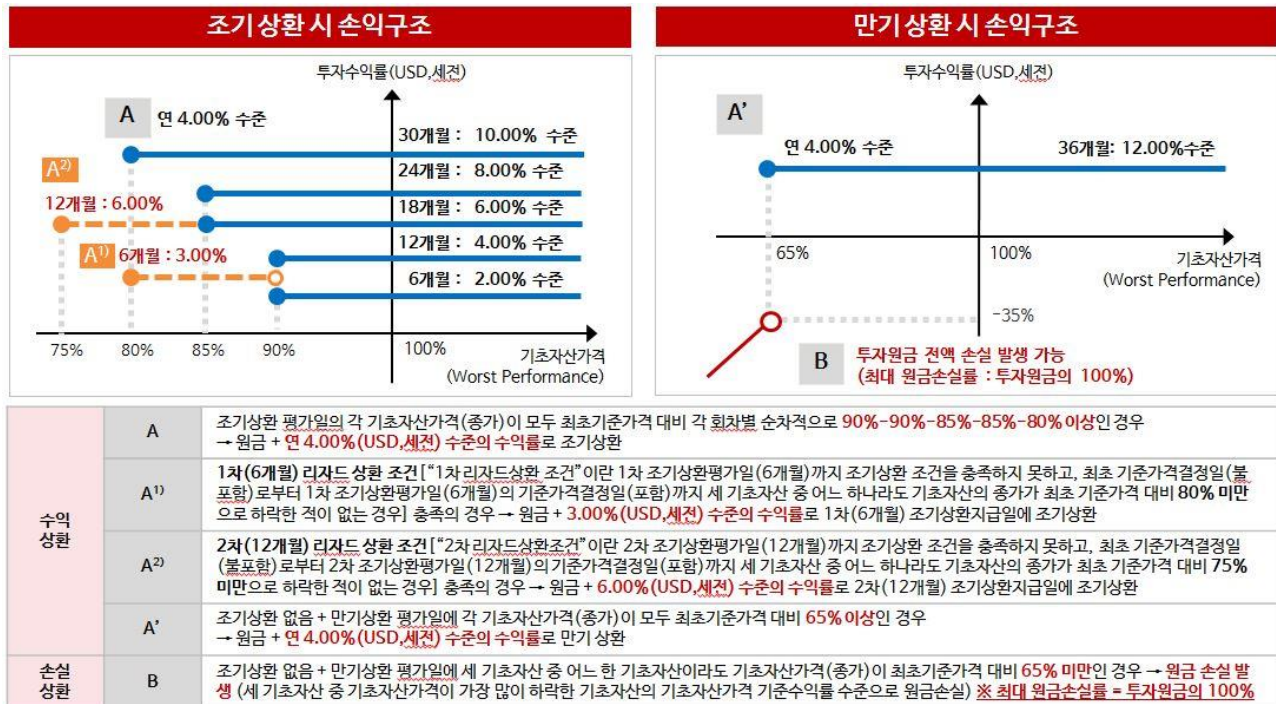 조기상환 시 손익구조
만기상환 시 손익구조
투자수익률(USD,세전)
A 연 4.00% 수준
30개월 : 10.00% 수준
24개월 : 8.00% 수준
A2)
12개월 : 6.00%
18개월 : 6.00% 수준
12개월 : 4.00% 수준
A1) 6개월 : 3.00%
6개월 : 2.00% 수준
75% 80% 85% 90% 100%
기초자산가격
(Worst Performance)
투자수익률(USD,세전)
A’
연 4.00% 수준
36개월: 12.00%수준
65% 100%
기초자산가격
(Worst Performance)
-35%
B 투자원금 전액 손실 발생 가능
(최대 원금손실률 : 투자원금의 100%)
수익
상환
A
조기상환 평가일의 각 기초자산가격(종가)이 모두 최초기준가격 대비 각 회차별 순차적으로 90%-90%-85%-85%-80% 이상인 경우
→ 원금 + 연 4.00%(USD,세전) 수준의 수익률로 조기상환
A1)
1차(6개월) 리자드 상환 조건[“1차 리자드상환 조건”이란 1차 조기상환평가일(6개월)까지 조기상환 조건을 충족하지 못하고, 최초 기준가격결정일(불
포함)로부터 1차 조기상환평가일(6개월)의 기준가격결정일(포함)까지 세 기초자산 중 어느 하나라도 기초자산의 종가가 최초 기준가격 대비 80% 미만
으로 하락한 적이 없는 경우] 충족의 경우 → 원금 + 3.00%(USD,세전) 수준의 수익률로 1차(6개월) 조기상환지급일에 조기상환
A2)
2차(12개월) 리자드 상환 조건[“2차 리자드상환조건”이란 2차 조기상환평가일(12개월)까지 조기상환 조건을 충족하지 못하고, 최초 기준가격결정일
(불포함)로부터 2차 조기상환평가일(12개월)의 기준가격결정일(포함)까지 세 기초자산 중 어느 하나라도 기초자산의 종가가 최초 기준가격 대비 75%
미만으로 하락한 적이 없는 경우] 충족의 경우 → 원금 + 6.00%(USD,세전) 수준의 수익률로 2차(12개월) 조기상환지급일에 조기상환
A’
조기상환 없음 + 만기상환 평가일에 각 기초자산가격(종가)이 모두 최초기준가격 대비 65% 이상인 경우
→ 원금 + 연 4.00%(USD,세전) 수준의 수익률로 만기 상환
손실
상환
B
조기상환 없음 + 만기상환 평가일에 세 기초자산 중 어느 한 기초자산이라도 기초자산가격(종가)이 최초기준가격 대비 65% 미만인 경우 → 원금 손실 발
생 (세 기초자산 중 기초자산가격이 가장 많이 하락한 기초자산의 기초자산가격 기준수익률 수준으로 원금손실) ※ 최대 원금손실률 = 투자원금의 100%